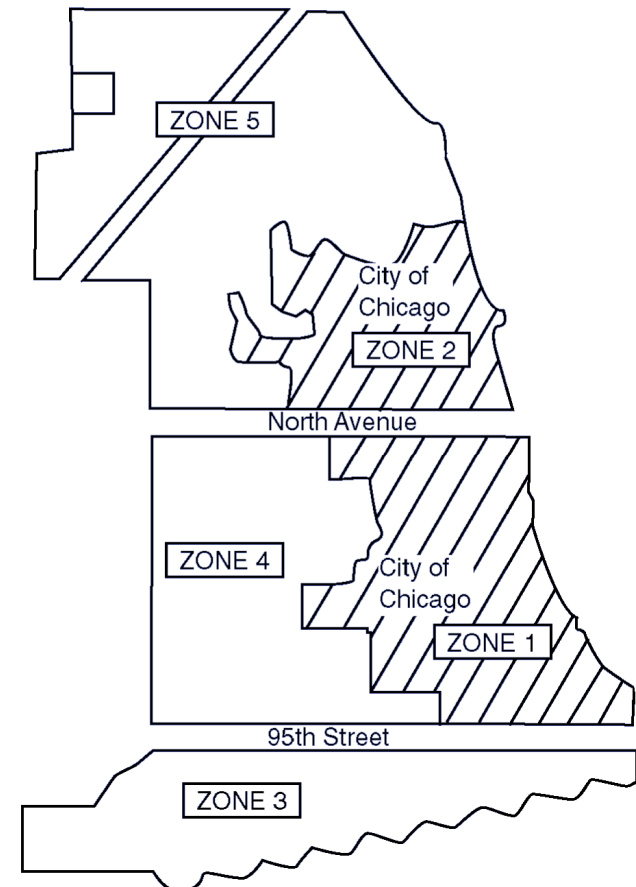 ZONE 5
City of
Chicago
ZONE 2
North Avenue
ZONE 4
City of
Chicago
ZONE 1
95th Street
ZONE 3